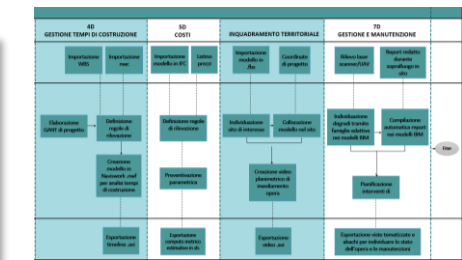 4D
GESTIONE TEMPI DI COSTRUZIONE
5D
COSTI
INQUADRAMENTO TERRITORIALE
7D
GESTIONE E MANUTENZIONE
Importazione
WBS
Importazione
nwc
Importazione
modello in IFC
Listino
prezzi
Importazione
modello in
.fbx
Coordinate
di progetto
Rilievo laser
scanner/UAV
Report redatto
durante
sopralluogo in
sito
Elaborazione
GANT di progetto
Definizione
regole di
rilevazione
Definizione regole
di rilevazione
Individuazione
sito di interesse
Collocazione
modello nel sito
Individuazione
degradi tramite
famiglie adattive
nei modelli BIM
Compilazione
automatica report
nei modelli BIM
Fine
Creazione
modello in
Naviswork .nwf
per analisi tempi
di costruzione
Preventivazione
parametrica
Creazione video
planimetrico di
insediamento
opera
Pianificazione
interventi di
Esportazione
timeline .avi
Esportazione
computo metrico
estimativo in xls
Esportazione
video .avi
Esportazione viste tematizzate e
abachi per individuare lo stato
dell'opera e le manutenzioni